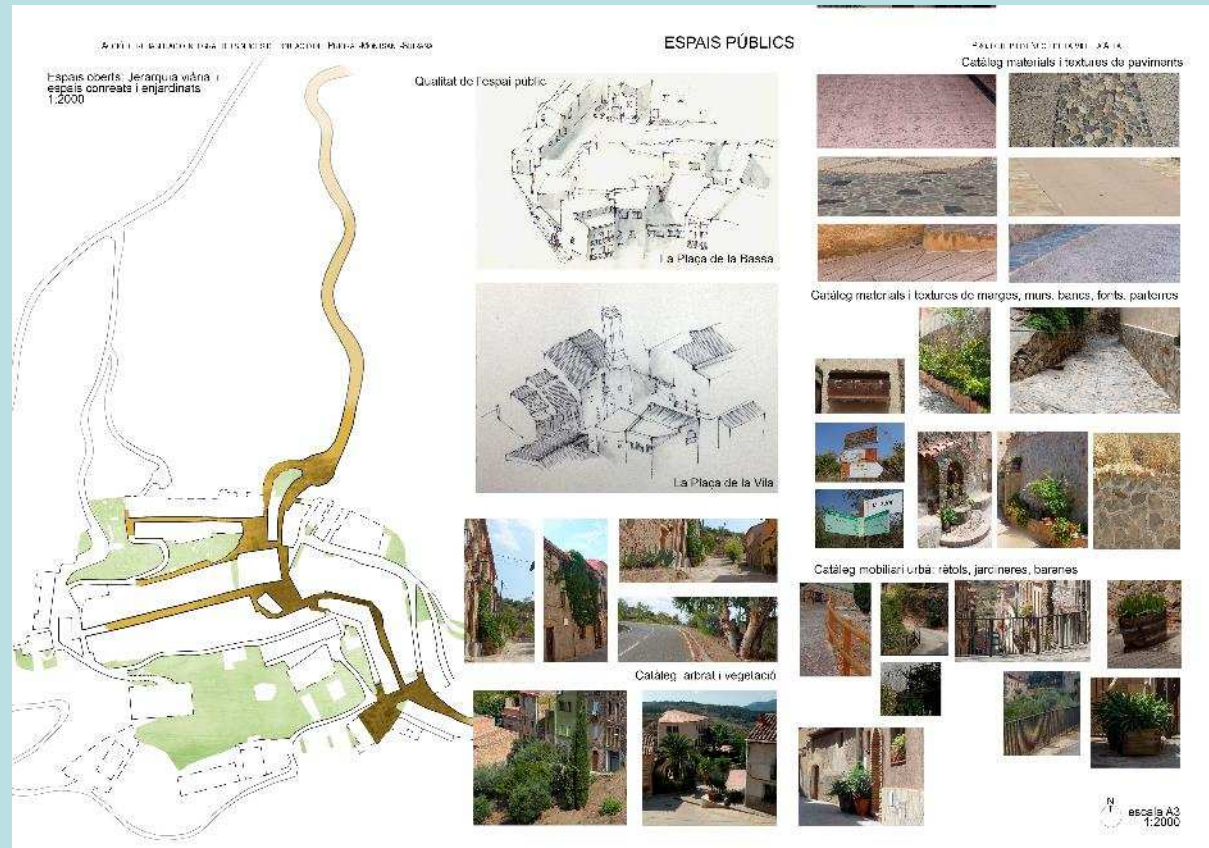 ESPAIS PÚBLICS
Espais oberts: Jerarquia viària i
espais conreats i enjardinats
1:2000
Qualitat de l'espai públic
La Plaça de la Bassa
La Plaça de la Vila
Catàleg arbrat i vegetació
Catàleg materials i textures de paviments
Catàleg materials i textures de marges, murs, bancs, fonts, parterres
Catàleg mobiliari urbà: rètols, jardineres, baranes
N
escala A3
1:2000